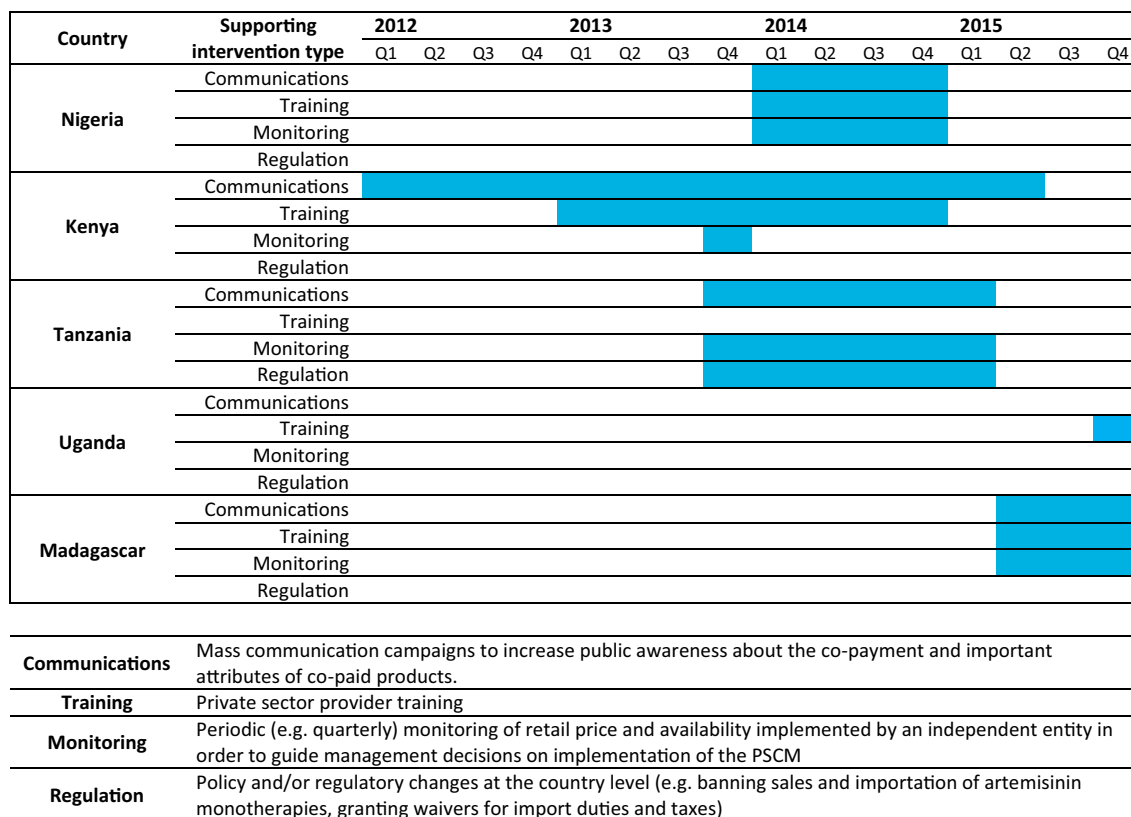 Country Supporting intervention type 2012 2013 2014 2015
Q1 Q2 Q3 Q4 Q1 Q2 Q3 Q4 Q1 Q2 Q3 Q4 Q1 Q2 Q3 Q4
Nigeria
Communications
Training
Monitoring
Regulation
Kenya
Communications
Training
Monitoring
Regulation
Tanzania
Communications
Training
Monitoring
Regulation
Uganda
Communications
Training
Monitoring
Regulation
Madagascar
Communications
Training
Monitoring
Regulation
Communications Mass communication campaigns to increase public awareness about the co-payment and important
attributes of co-paid products.
Training Private sector provider training
Monitoring Periodic (e.g. quarterly) monitoring of retail price and availability implemented by an independent entity in
order to guide management decisions on implementation of the PSCM
Regulation Policy and/or regulatory changes at the country level (e.g. banning sales and importation of artemisinin
monotherapies, granting waivers for import duties and taxes)